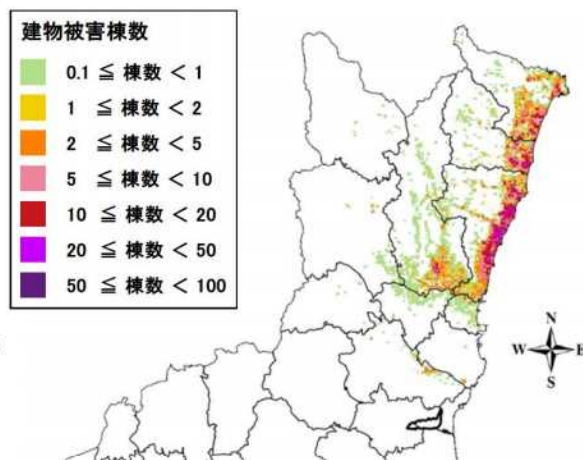 建物被害棟数
0.1 ≦ 棟数 < 1
1 ≦ 棟数 < 2
2 ≦ 棟数 < 5
5 ≦ 棟数 < 10
10 ≦ 棟数 < 20
20 ≦ 棟数 < 50
50 ≦ 棟数 < 100
N
W E
S